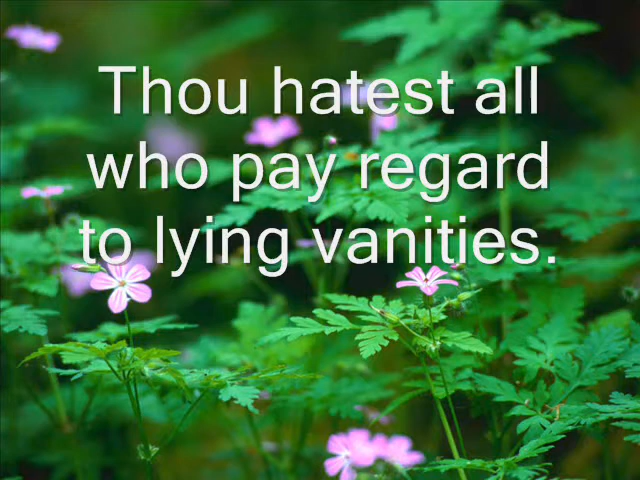 Thou hatest all
who pay regard
to lying vanities.